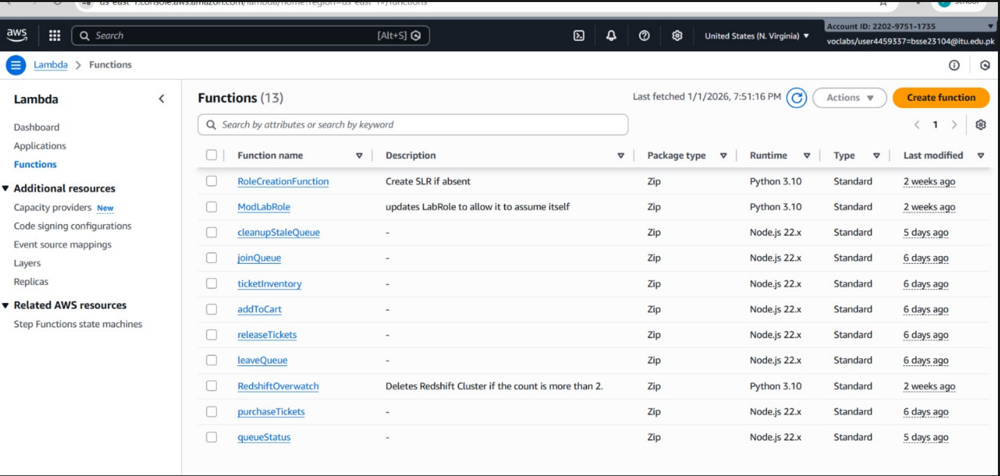 us-east-1.console.aws.amazon.com/lambda/home?region=us-east-1#/functions School
aws Search [Alt+S] United States (N. Virginia) ▼ Account ID: 2202-9751-1735
voclabs/user4459337=bsse23104@itu.edu.pk
Lambda > Functions
Lambda
Dashboard
Applications
Functions
Additional resources
Capacity providers New
Code signing configurations
Event source mappings
Layers
Replicas
Related AWS resources
Step Functions state machines
Functions (13) Last fetched 1/1/2026, 7:51:16 PM Actions ▼ Create function
Search by attributes or search by keyword < 1 >
Function name Description Package type Runtime Type Last modified
RoleCreationFunction Create SLR if absent Zip Python 3.10 Standard 2 weeks ago
ModLabRole updates LabRole to allow it to assume itself Zip Python 3.10 Standard 2 weeks ago
cleanupStaleQueue - Zip Node.js 22.x Standard 5 days ago
joinQueue - Zip Node.js 22.x Standard 6 days ago
ticketInventory - Zip Node.js 22.x Standard 6 days ago
addToCart - Zip Node.js 22.x Standard 6 days ago
releaseTickets - Zip Node.js 22.x Standard 6 days ago
leaveQueue - Zip Node.js 22.x Standard 6 days ago
RedshiftOverwatch Deletes Redshift Cluster if the count is more than 2. Zip Python 3.10 Standard 2 weeks ago
purchaseTickets - Zip Node.js 22.x Standard 6 days ago
queueStatus - Zip Node.js 22.x Standard 5 days ago